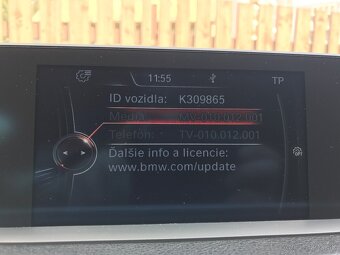 11:55 TP
ID vozidla: K309865
Media: MV-010.012.001
Telefón: TV-010.012.001
Ďalšie info a licencie:
www.bmw.com/update